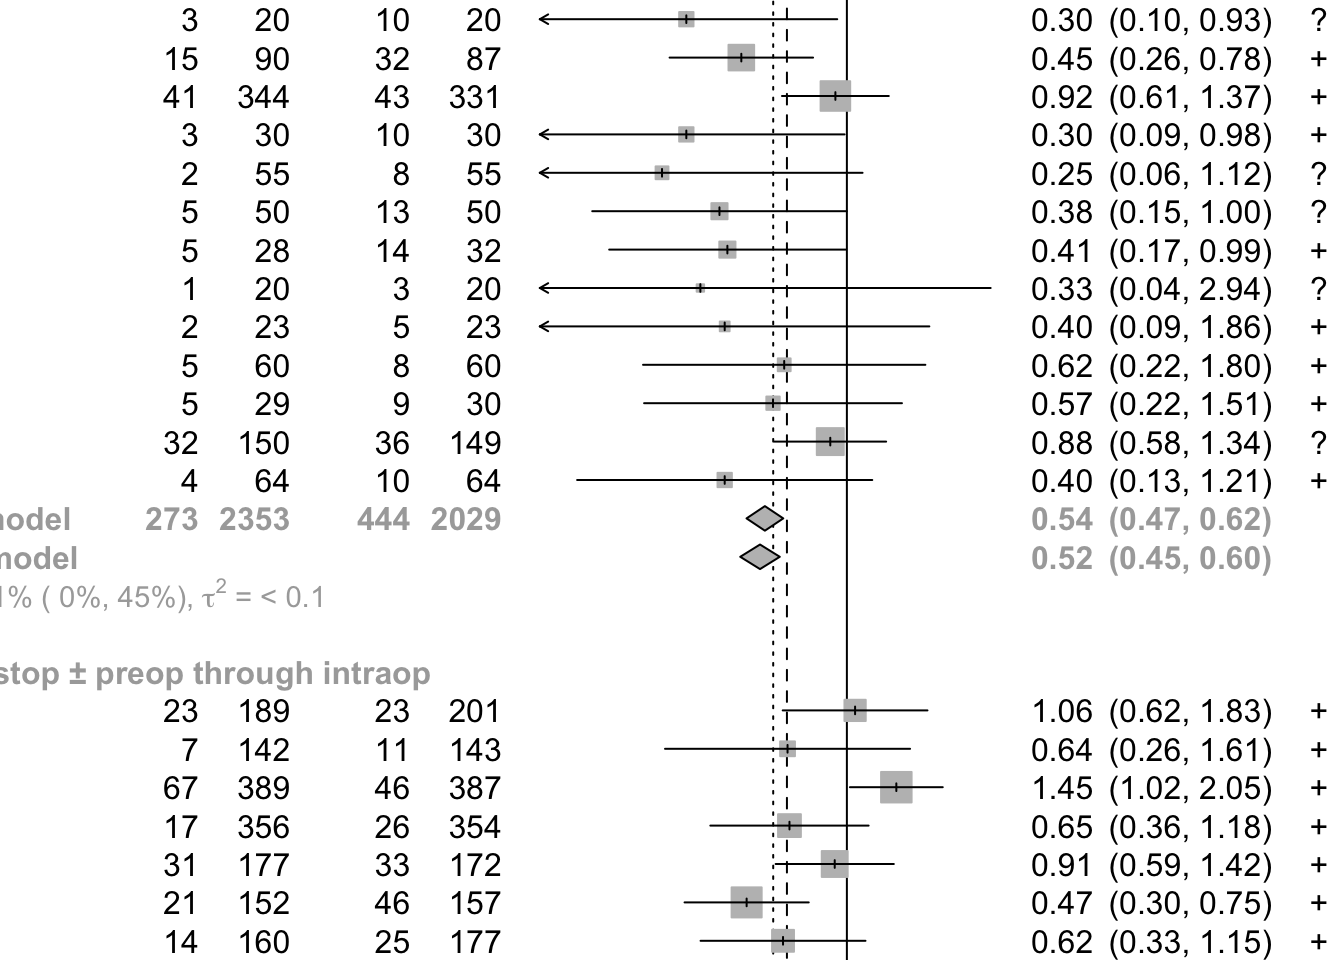 3 20 10 20 0.30 (0.10, 0.93) ?
15 90 32 87 0.45 (0.26, 0.78) +
41 344 43 331 0.92 (0.61, 1.37) +
3 30 10 30 0.30 (0.09, 0.98) +
2 55 8 55 0.25 (0.06, 1.12) ?
5 50 13 50 0.38 (0.15, 1.00) ?
5 28 14 32 0.41 (0.17, 0.99) +
1 20 3 20 0.33 (0.04, 2.94) ?
2 23 5 23 0.40 (0.09, 1.86) +
5 60 8 60 0.62 (0.22, 1.80) +
5 29 9 30 0.57 (0.22, 1.51) +
32 150 36 149 0.88 (0.58, 1.34) ?
4 64 10 64 0.40 (0.13, 1.21) +
model 273 2353 444 2029 0.54 (0.47, 0.62)
model 0.52 (0.45, 0.60)
1% ( 0%, 45%), τ² = < 0.1
stop ± preop through intraop
23 189 23 201 1.06 (0.62, 1.83) +
7 142 11 143 0.64 (0.26, 1.61) +
67 389 46 387 1.45 (1.02, 2.05) +
17 356 26 354 0.65 (0.36, 1.18) +
31 177 33 172 0.91 (0.59, 1.42) +
21 152 46 157 0.47 (0.30, 0.75) +
14 160 25 177 0.62 (0.33, 1.15) +